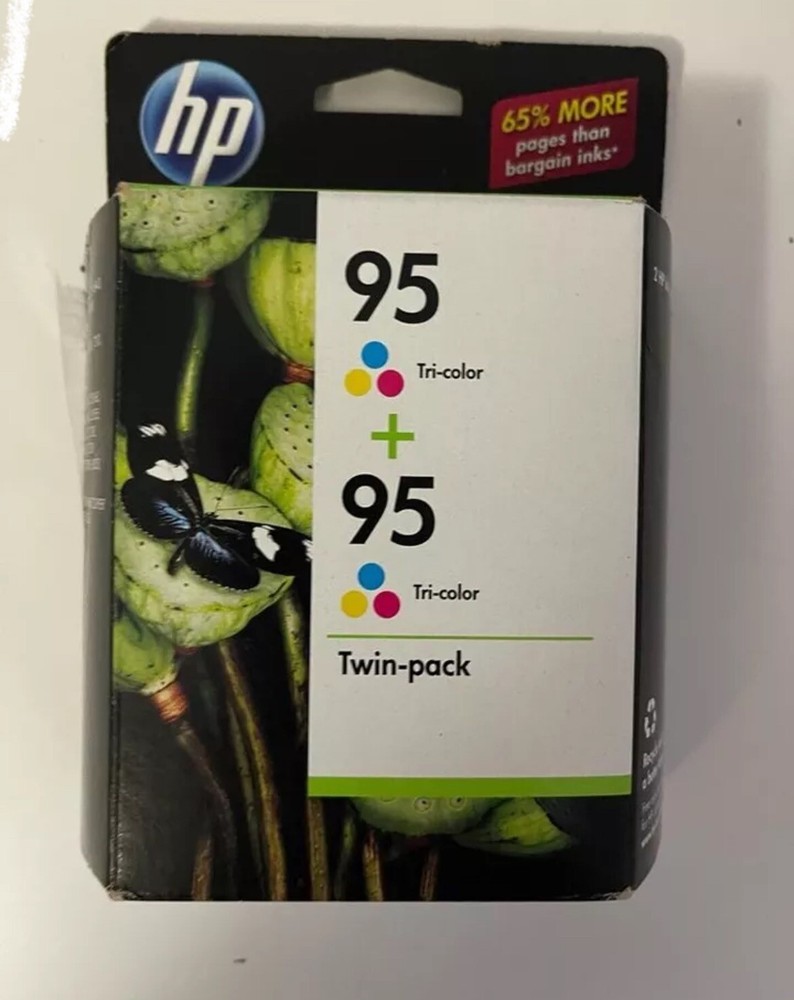 hp
65% MORE
pages than
bargain inks*
95
Tri-color
+
95
Tri-color
Twin-pack